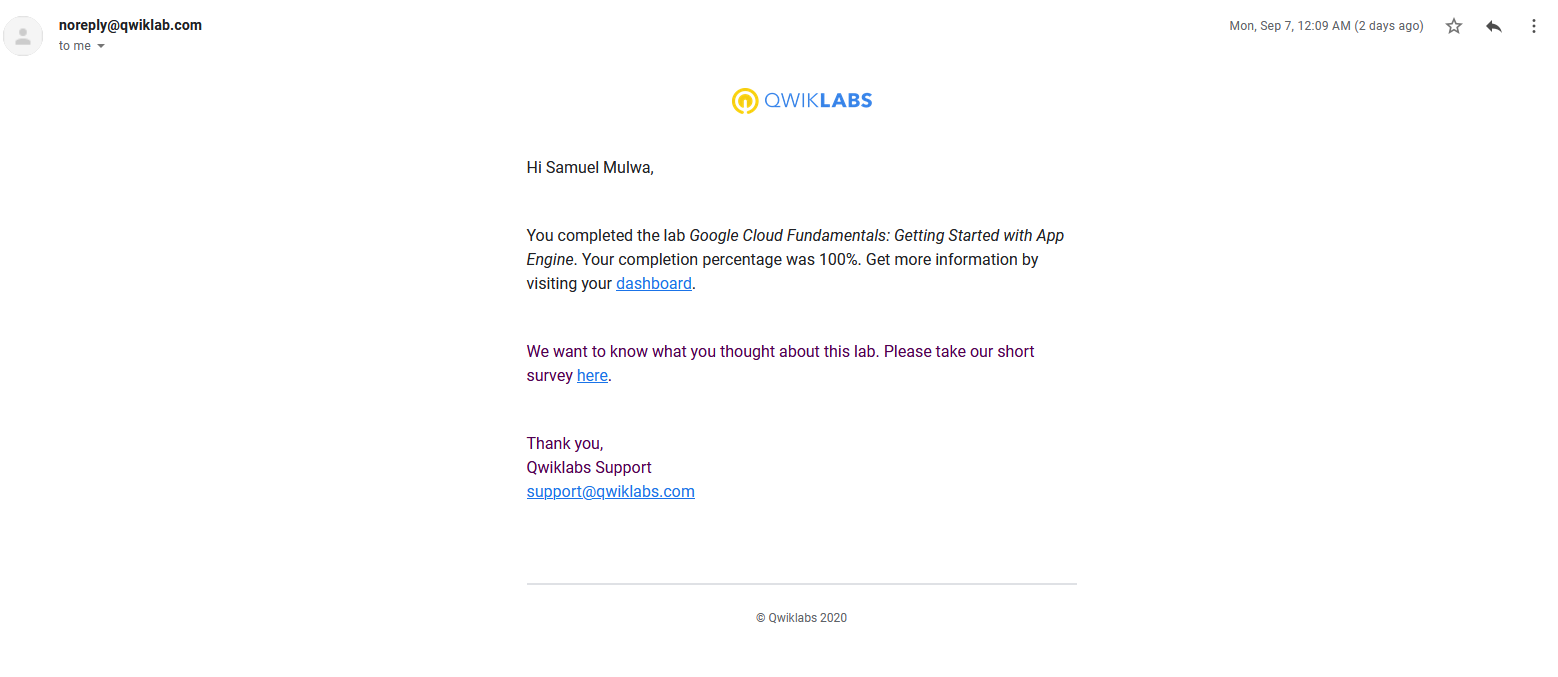 noreply@qwiklab.com
Mon, Sep 7, 12:09 AM (2 days ago)
to me
QWIKLABS
Hi Samuel Mulwa,
You completed the lab Google Cloud Fundamentals: Getting Started with App
Engine. Your completion percentage was 100%. Get more information by
visiting your dashboard.
We want to know what you thought about this lab. Please take our short
survey here.
Thank you,
Qwiklabs Support
support@qwiklabs.com
© Qwiklabs 2020